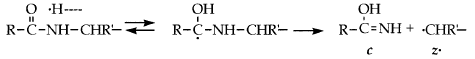 O ·H---- OH OH
R–C–NH–CHR'– ⇌ R–Ċ–NH–CHR'– → R–C=NH + ·CHR'–
c z·